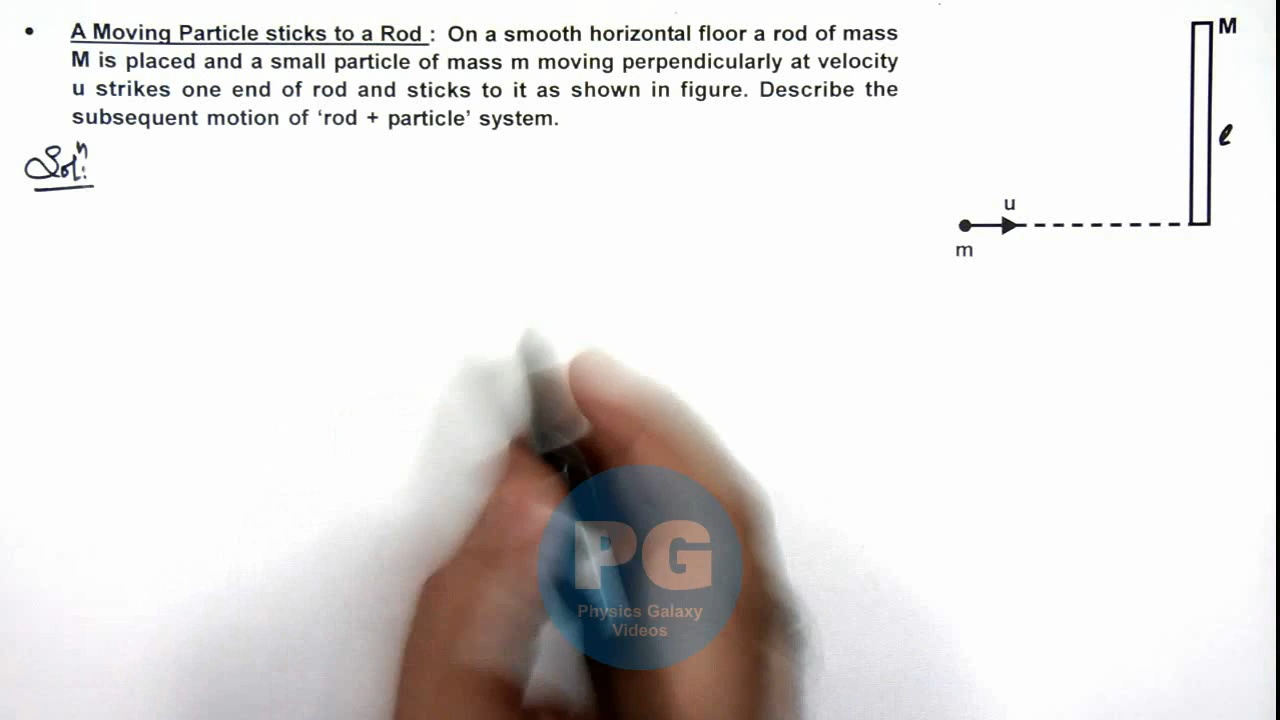 • A Moving Particle sticks to a Rod : On a smooth horizontal floor a rod of mass
M is placed and a small particle of mass m moving perpendicularly at velocity
u strikes one end of rod and sticks to it as shown in figure. Describe the
subsequent motion of ‘rod + particle’ system.
Solⁿ:
M
ℓ
u
m
PG
Physics Galaxy
Videos